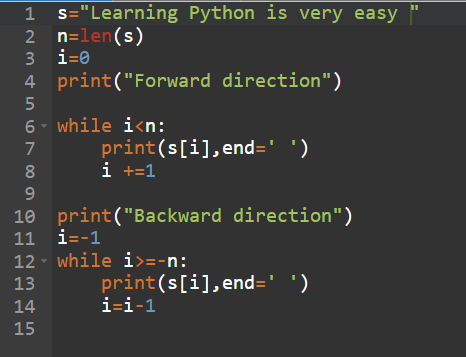 1 s="Learning Python is very easy "
2 n=len(s)
3 i=0
4 print("Forward direction")
5
6 while i<n:
7     print(s[i],end=' ')
8     i +=1
9
10 print("Backward direction")
11 i=-1
12 while i>=-n:
13     print(s[i],end=' ')
14     i=i-1
15